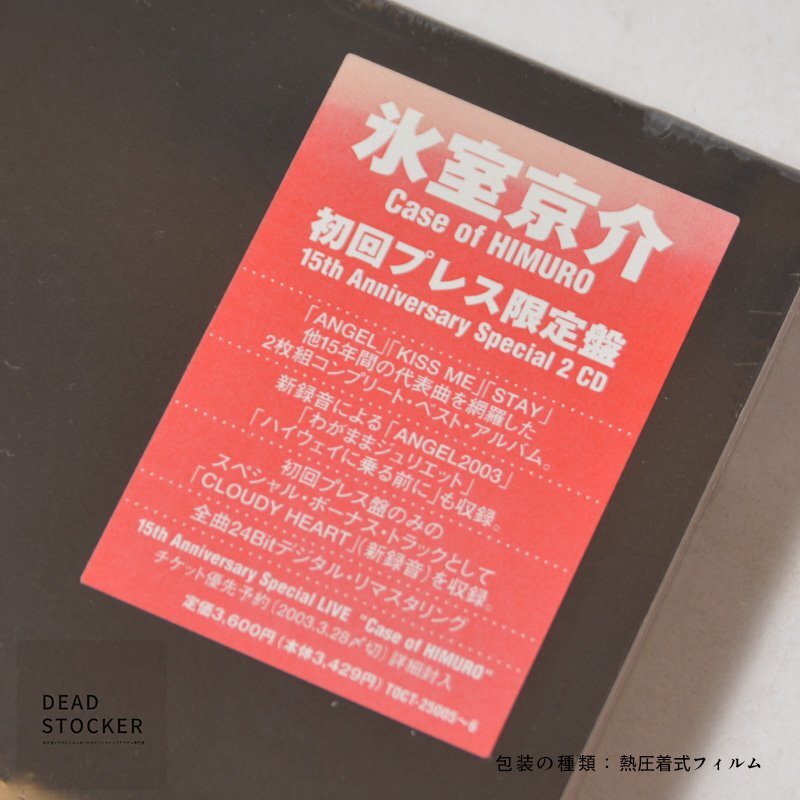 氷室京介
Case of HIMURO
初回プレス限定盤
15th Anniversary Special 2 CD
「ANGEL」「KISS ME」「STAY」
他15年間の代表曲を網羅した
2枚組コンプリート・ベスト・アルバム。
新録音による「ANGEL2003」
「わがままジュリエット」
「ハイウェイに乗る前に」も収録。
初回プレス盤のみの
スペシャル・ボーナストラックとして
「CLOUDY HEART」(新録音)を収録。
全曲24Bitデジタル・リマスタリング
15th Anniversary Special LIVE "Case of HIMURO"
チケット優先予約(2003.3.28〆切)詳細封入
定価3,600円(本体3,429円) TOCT-25005〜6
DEAD
STOCKER
包装の種類：熱圧着式フィルム